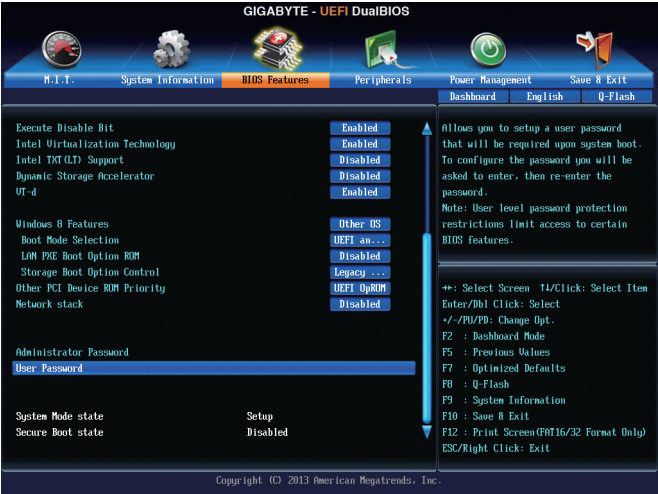 GIGABYTE - UEFI DualBIOS
M.I.T. System Information BIOS Features Peripherals Power Management Save & Exit
Dashboard English Q-Flash
Execute Disable Bit Enabled
Intel Virtualization Technology Enabled
Intel TXT(LT) Support Disabled
Dynamic Storage Accelerator Disabled
VT-d Enabled
Windows 8 Features Other OS
Boot Mode Selection UEFI an...
LAN PXE Boot Option ROM Disabled
Storage Boot Option Control Legacy ...
Other PCI Device ROM Priority UEFI OpROM
Network stack Disabled
Administrator Password
User Password
System Mode state Setup
Secure Boot state Disabled
Allows you to setup a user password
that will be required upon system boot.
To configure the password you will be
asked to enter, then re-enter the
password.
Note: User level password protection
restrictions limit access to certain
BIOS features.
→←: Select Screen ↑↓/Click: Select Item
Enter/Dbl Click: Select
+/-/PU/PD: Change Opt.
F2 : Dashboard Mode
F5 : Previous Values
F7 : Optimized Defaults
F8 : Q-Flash
F9 : System Information
F10 : Save & Exit
F12 : Print Screen(FAT16/32 Format Only)
ESC/Right Click: Exit
Copyright (C) 2013 American Megatrends, Inc.